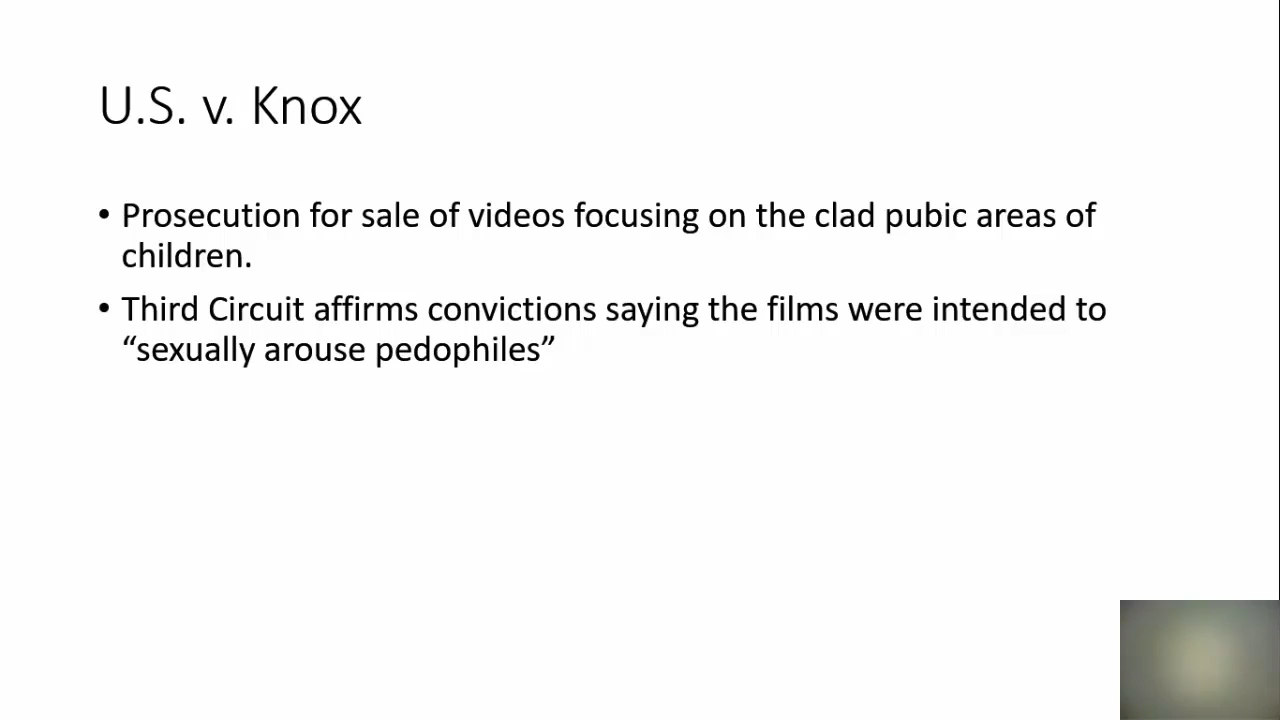 U.S. v. Knox
• Prosecution for sale of videos focusing on the clad pubic areas of
children.
• Third Circuit affirms convictions saying the films were intended to
“sexually arouse pedophiles”